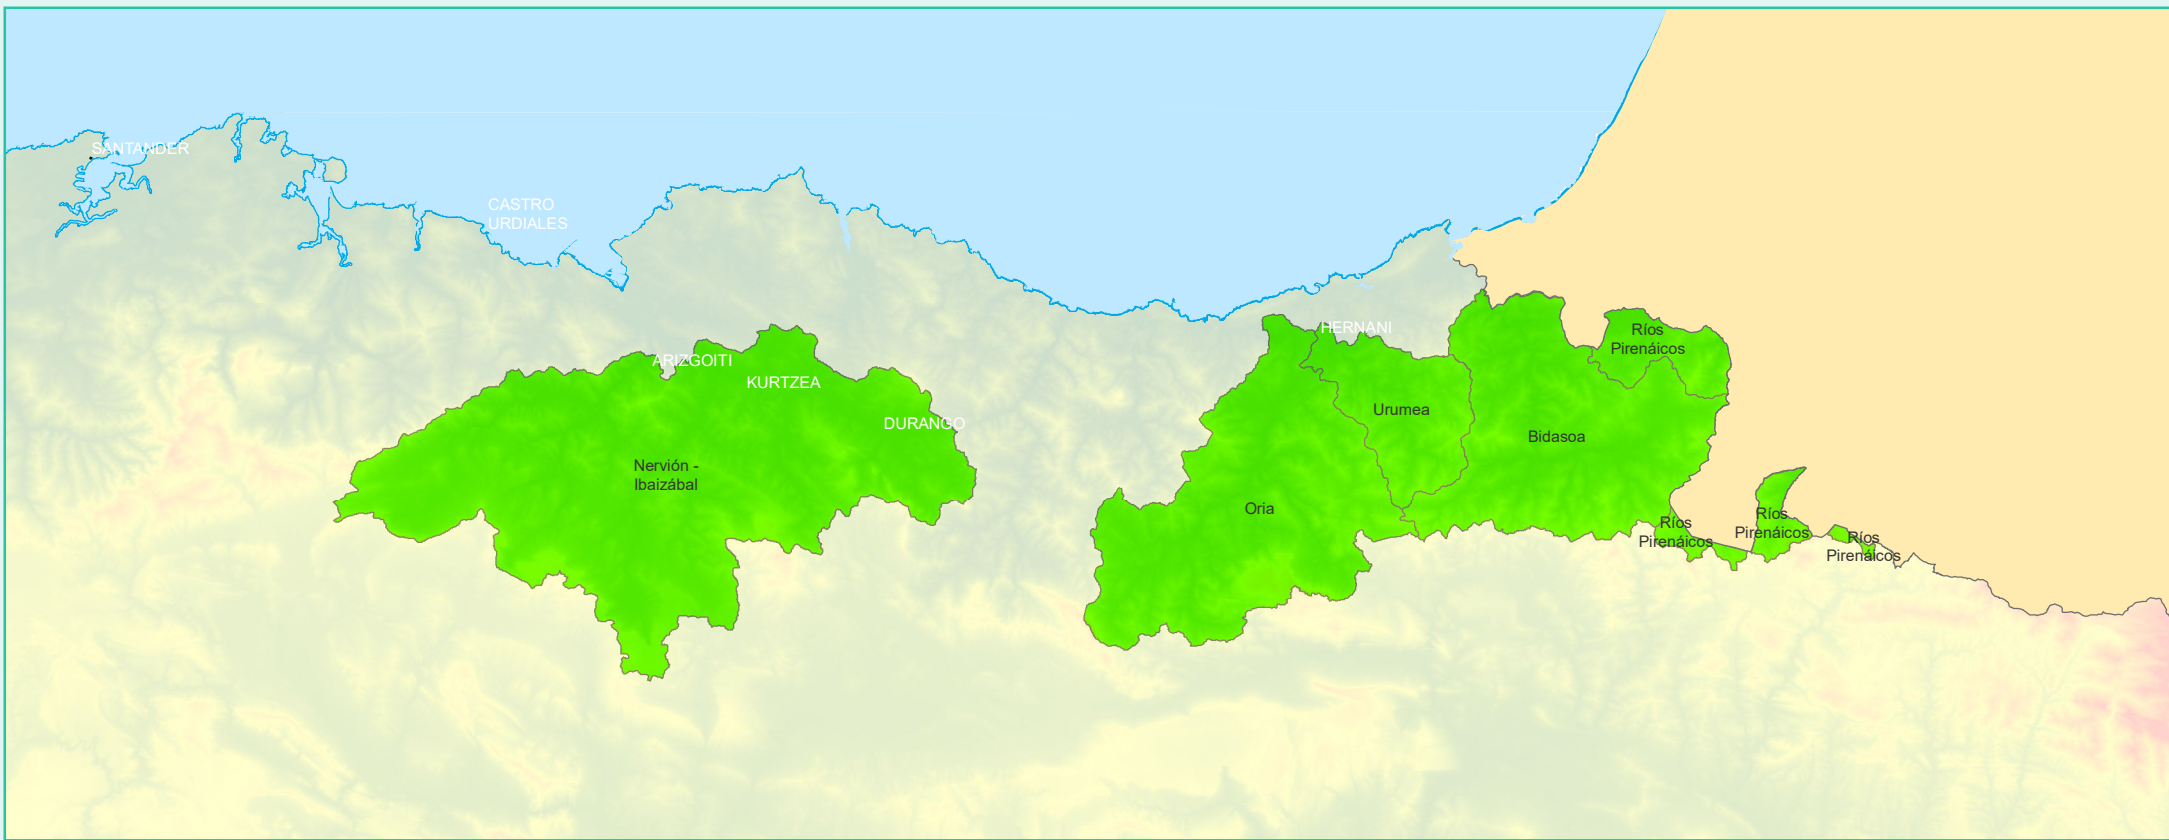 SANTANDER
CASTRO
URDIALES
HERNANI
Ríos
Pirenáicos
ARIZGOITI
KURTZEA
Urumea
DURANGO
Bidasoa
Nervión -
Ibaizábal
Oria
Ríos
Pirenáicos
Ríos
Pirenáicos
Ríos
Pirenáicos